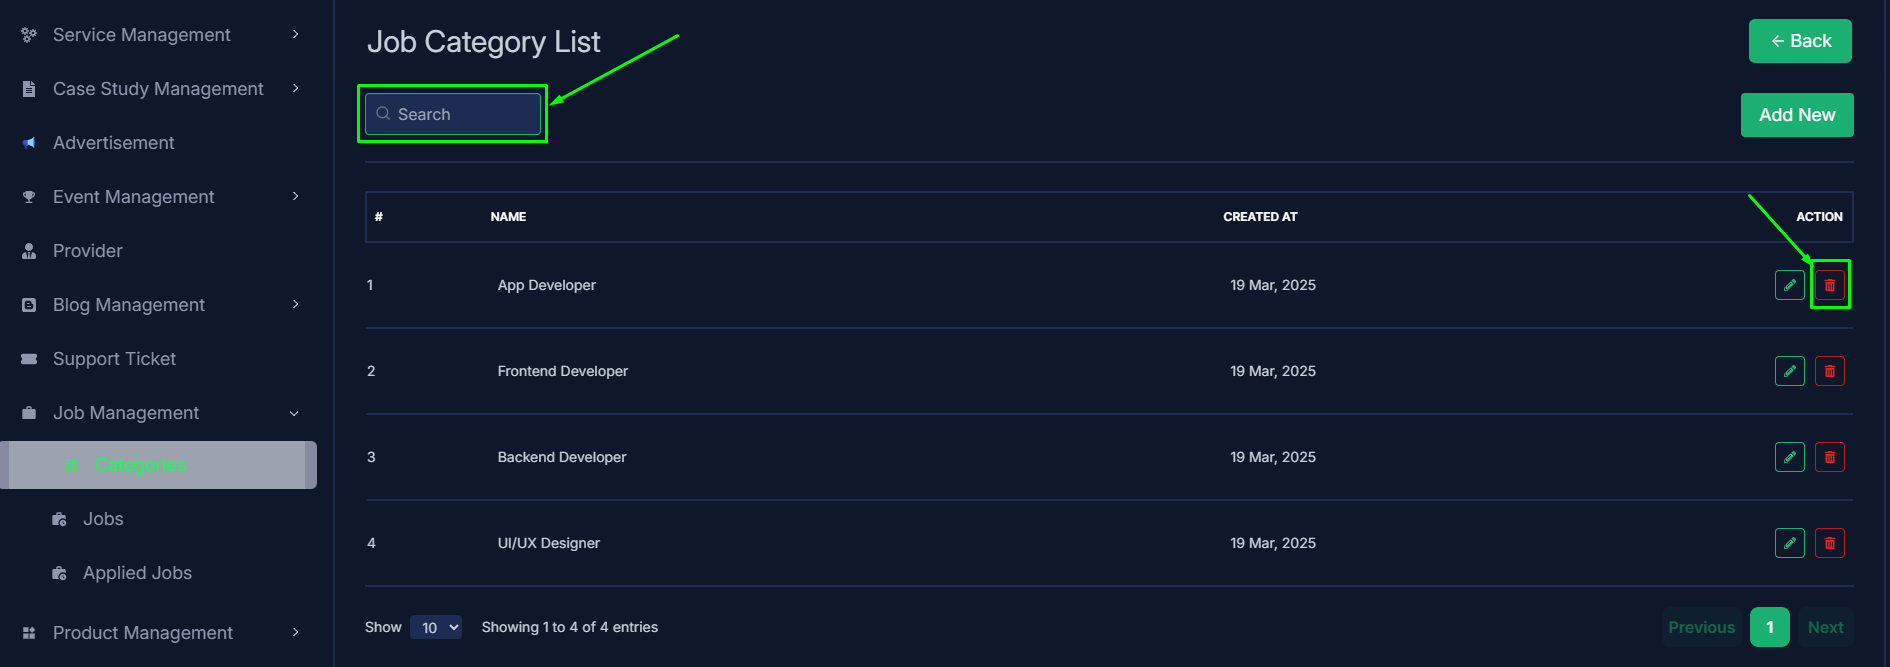 Service Management
Case Study Management
Advertisement
Event Management
Provider
Blog Management
Support Ticket
Job Management
Categories
Jobs
Applied Jobs
Product Management
Job Category List
← Back
Search
Add New
# NAME CREATED AT ACTION
1 App Developer 19 Mar, 2025
2 Frontend Developer 19 Mar, 2025
3 Backend Developer 19 Mar, 2025
4 UI/UX Designer 19 Mar, 2025
Show 10 Showing 1 to 4 of 4 entries Previous 1 Next